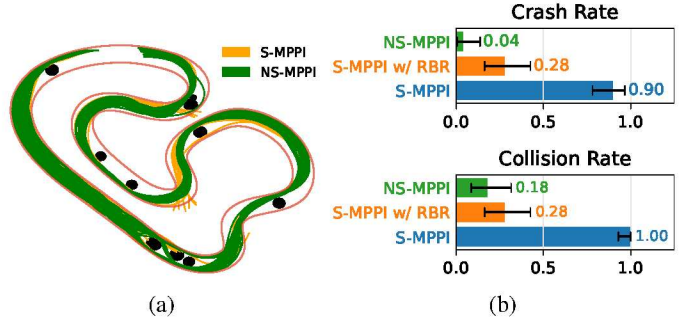 S-MPPI
NS-MPPI
(a)
Crash Rate
NS-MPPI 0.04
S-MPPI w/ RBR 0.28
S-MPPI 0.90
0.0 0.5 1.0
Collision Rate
NS-MPPI 0.18
S-MPPI w/ RBR 0.28
S-MPPI 1.00
0.0 0.5 1.0
(b)